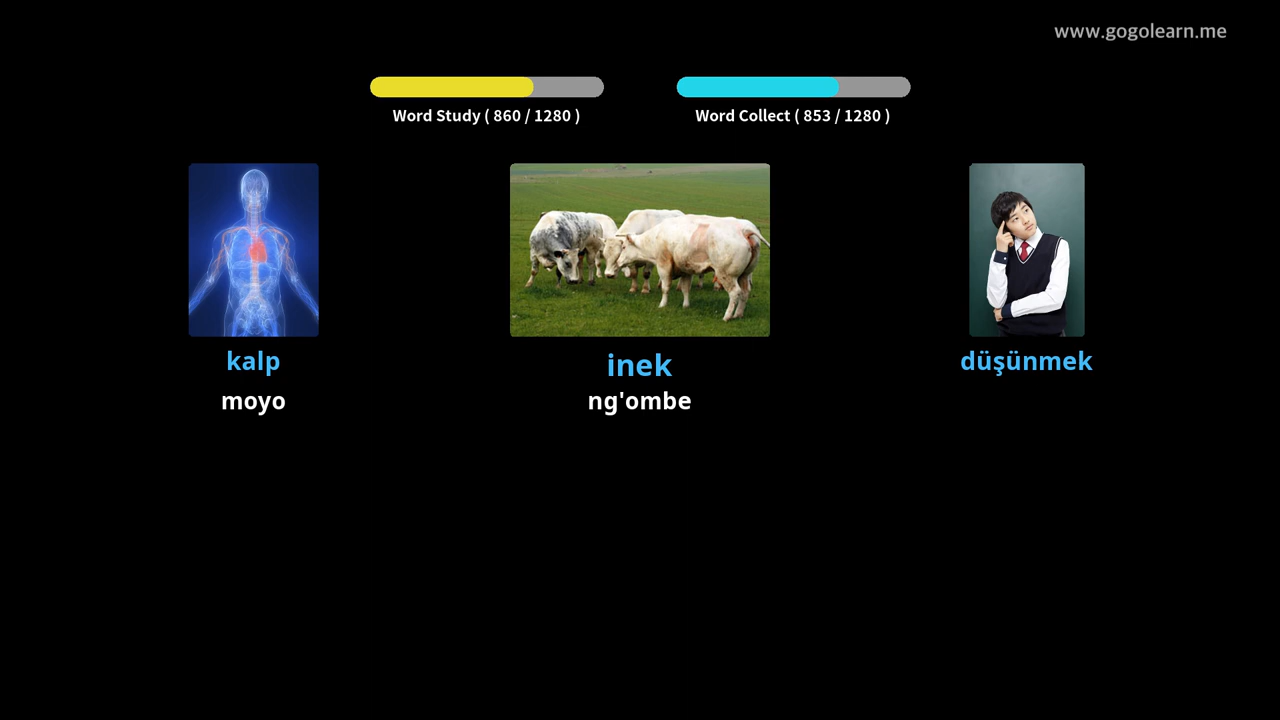 www.gogolearn.me
Word Study ( 860 / 1280 )
Word Collect ( 853 / 1280 )
kalp
inek
düşünmek
moyo
ng'ombe